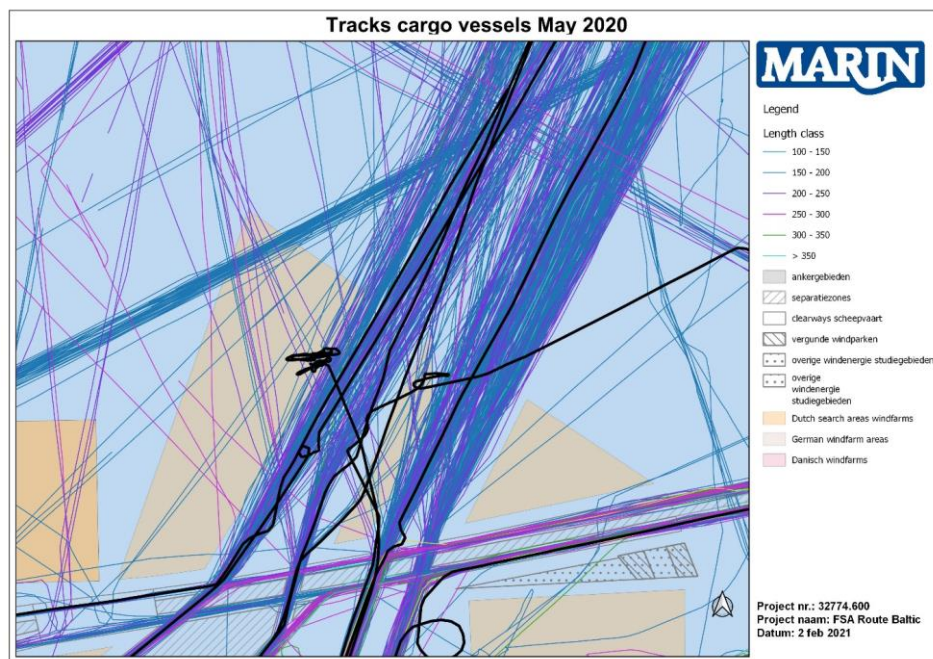 Tracks cargo vessels May 2020
MARIN
Legend
Length class
100 - 150
150 - 200
200 - 250
250 - 300
300 - 350
> 350
ankergebieden
separatiezones
clearways scheepvaart
vergunde windparken
overige windenergie studiegebieden
overige
windenergie
studiegebieden
Dutch search areas windfarms
German windfarm areas
Danisch windfarms
Project nr.: 32774.600
Project naam: FSA Route Baltic
Datum: 2 feb 2021